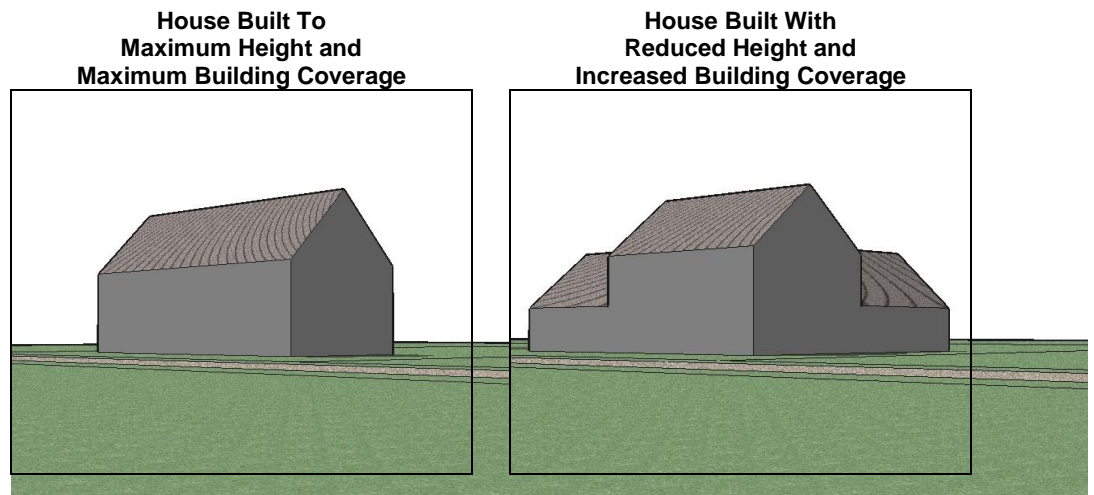 House Built To
Maximum Height and
Maximum Building Coverage
House Built With
Reduced Height and
Increased Building Coverage